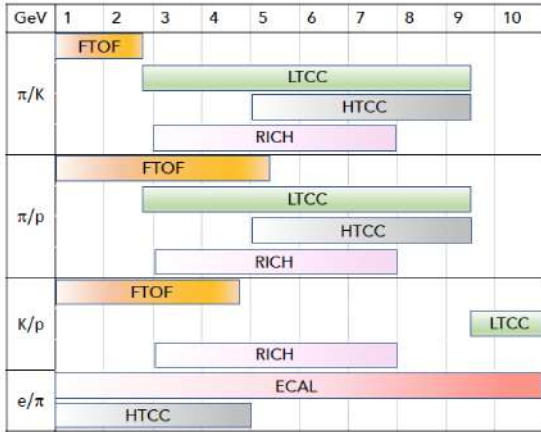 GeV 1 2 3 4 5 6 7 8 9 10
FTOF
LTCC
π/K
HTCC
RICH
FTOF
LTCC
π/p
HTCC
RICH
FTOF
K/p
LTCC
RICH
ECAL
e/π
HTCC